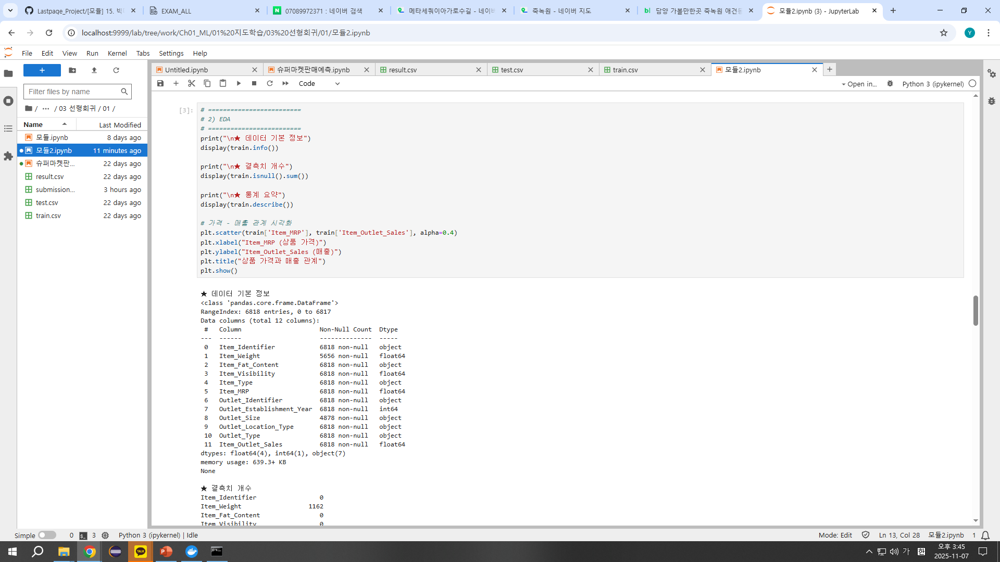 Lastpage_Project/[모듈] 15. 빅
EXAM_ALL
07089972371 : 네이버 검색
메타세쿼이아가로수길 - 네이버
죽녹원 - 네이버 지도
담양 가볼만한곳 죽녹원 애견동
모듈2.ipynb (3) - JupyterLab
localhost:9999/lab/tree/work/Ch01_ML/01%20지도학습/03%20선형회귀/01/모듈2.ipynb
Y
File Edit View Run Kernel Tabs Settings Help
Untitled.ipynb
슈퍼마켓판매예측.ipynb
result.csv
test.csv
train.csv
모듈2.ipynb
Code
Open in...
Python 3 (ipykernel)
Filter files by name
/ ... / 03 선형회귀 / 01 /
Name Last Modified
모듈.ipynb 8 days ago
모듈2.ipynb 11 minutes ago
슈퍼마켓판... 22 days ago
result.csv 22 days ago
submission... 3 hours ago
test.csv 22 days ago
train.csv 22 days ago
[3]:
# =========================
# 2) EDA
# =========================
print("\n★ 데이터 기본 정보")
display(train.info())
print("\n★ 결측치 개수")
display(train.isnull().sum())
print("\n★ 통계 요약")
display(train.describe())
# 가격 - 매출 관계 시각화
plt.scatter(train['Item_MRP'], train['Item_Outlet_Sales'], alpha=0.4)
plt.xlabel("Item_MRP (상품 가격)")
plt.ylabel("Item_Outlet_Sales (매출)")
plt.title("상품 가격과 매출 관계")
plt.show()
★ 데이터 기본 정보
<class 'pandas.core.frame.DataFrame'>
RangeIndex: 6818 entries, 0 to 6817
Data columns (total 12 columns):
# Column Non-Null Count Dtype
--- ------ -------------- -----
0 Item_Identifier 6818 non-null object
1 Item_Weight 5656 non-null float64
2 Item_Fat_Content 6818 non-null object
3 Item_Visibility 6818 non-null float64
4 Item_Type 6818 non-null object
5 Item_MRP 6818 non-null float64
6 Outlet_Identifier 6818 non-null object
7 Outlet_Establishment_Year 6818 non-null int64
8 Outlet_Size 4878 non-null object
9 Outlet_Location_Type 6818 non-null object
10 Outlet_Type 6818 non-null object
11 Item_Outlet_Sales 6818 non-null float64
dtypes: float64(4), int64(1), object(7)
memory usage: 639.3+ KB
None
★ 결측치 개수
Item_Identifier 0
Item_Weight 1162
Item_Fat_Content 0
Item_Visibility 0
Simple 0 3 Python 3 (ipykernel) | Idle
Mode: Edit Ln 13, Col 28 모듈2.ipynb 1
TALK
가 한
오후 3:45
2025-11-07